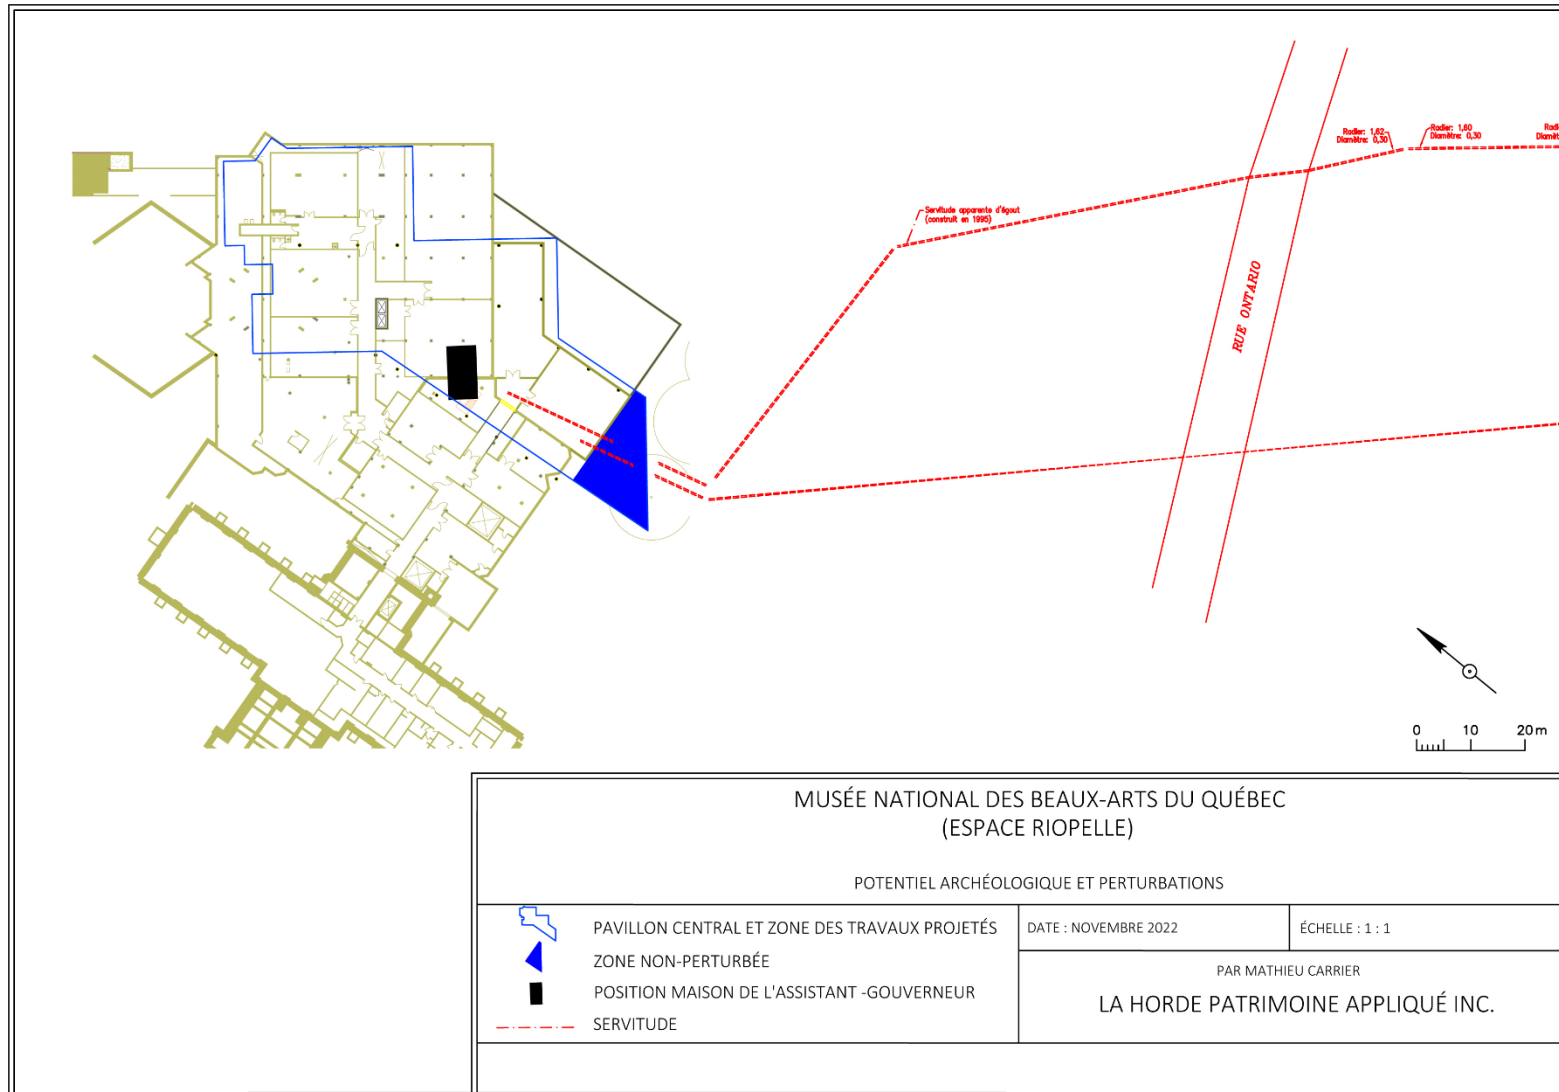 Radier: 1,62
Diamètre: 0,30
Radier: 1,60
Diamètre: 0,30
Radi
Diamèt
Servitude apparente d'égout
(construit en 1995)
RUE ONTARIO
0 10 20m
MUSÉE NATIONAL DES BEAUX-ARTS DU QUÉBEC
(ESPACE RIOPELLE)
POTENTIEL ARCHÉOLOGIQUE ET PERTURBATIONS
PAVILLON CENTRAL ET ZONE DES TRAVAUX PROJETÉS
ZONE NON-PERTURBÉE
POSITION MAISON DE L'ASSISTANT -GOUVERNEUR
SERVITUDE
DATE : NOVEMBRE 2022
ÉCHELLE : 1 : 1
PAR MATHIEU CARRIER
LA HORDE PATRIMOINE APPLIQUÉ INC.